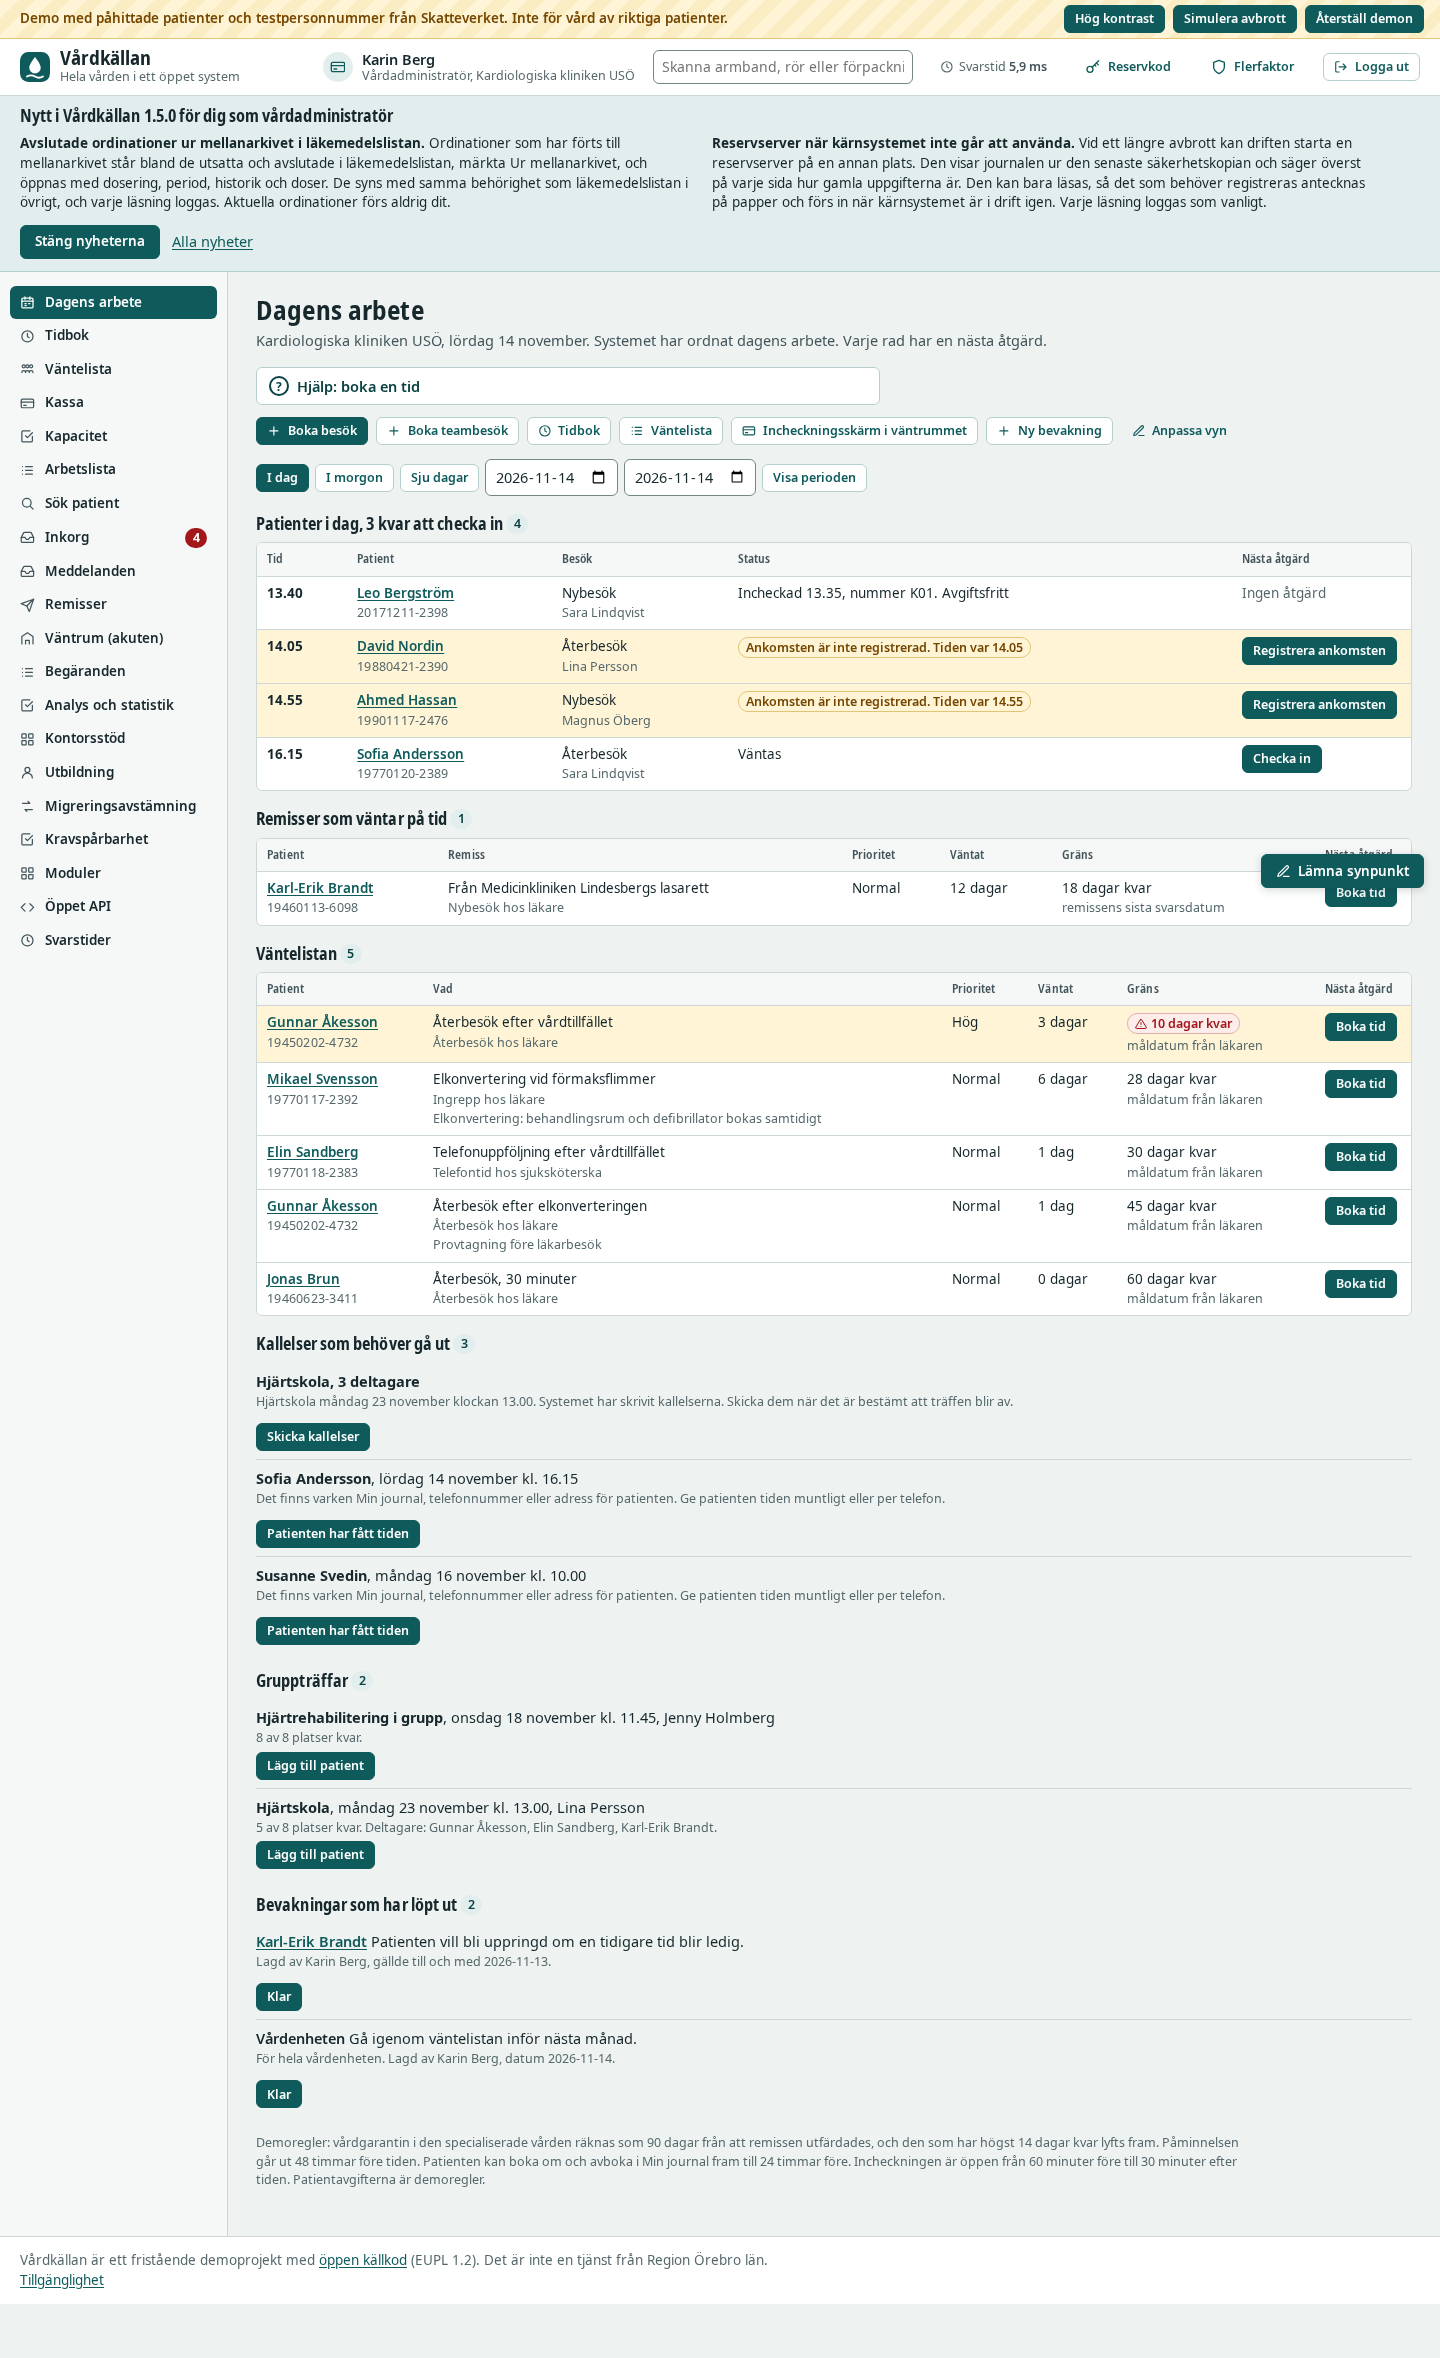 Demo med påhittade patienter och testpersonnummer från Skatteverket. Inte för vård av riktiga patienter.
Hög kontrast
Simulera avbrott
Återställ demon
Vårdkällan
Hela vården i ett öppet system
Karin Berg
Vårdadministratör, Kardiologiska kliniken USÖ
Skanna armband, rör eller förpackni
Svarstid 5,9 ms
Reservkod
Flerfaktor
Logga ut
Nytt i Vårdkällan 1.5.0 för dig som vårdadministratör
Avslutade ordinationer ur mellanarkivet i läkemedelslistan. Ordinationer som har förts till
mellanarkivet står bland de utsatta och avslutade i läkemedelslistan, märkta Ur mellanarkivet, och
öppnas med dosering, period, historik och doser. De syns med samma behörighet som läkemedelslistan i
övrigt, och varje läsning loggas. Aktuella ordinationer förs aldrig dit.
Reservserver när kärnsystemet inte går att använda. Vid ett längre avbrott kan driften starta en
reservserver på en annan plats. Den visar journalen ur den senaste säkerhetskopian och säger överst
på varje sida hur gamla uppgifterna är. Den kan bara läsas, så det som behöver registreras antecknas
på papper och förs in när kärnsystemet är i drift igen. Varje läsning loggas som vanligt.
Stäng nyheterna
Alla nyheter
Dagens arbete
Tidbok
Väntelista
Kassa
Kapacitet
Arbetslista
Sök patient
Inkorg 4
Meddelanden
Remisser
Väntrum (akuten)
Begäranden
Analys och statistik
Kontorsstöd
Utbildning
Migreringsavstämning
Kravspårbarhet
Moduler
Öppet API
Svarstider
Dagens arbete
Kardiologiska kliniken USÖ, lördag 14 november. Systemet har ordnat dagens arbete. Varje rad har en nästa åtgärd.
? Hjälp: boka en tid
Boka besök
Boka teambesök
Tidbok
Väntelista
Incheckningsskärm i väntrummet
Ny bevakning
Anpassa vyn
I dag
I morgon
Sju dagar
2026-11-14
2026-11-14
Visa perioden
Patienter i dag, 3 kvar att checka in 4
Tid Patient Besök Status Nästa åtgärd
13.40 Leo Bergström Nybesök Incheckad 13.35, nummer K01. Avgiftsfritt Ingen åtgärd
20171211-2398 Sara Lindqvist
14.05 David Nordin Återbesök Ankomsten är inte registrerad. Tiden var 14.05 Registrera ankomsten
19880421-2390 Lina Persson
14.55 Ahmed Hassan Nybesök Ankomsten är inte registrerad. Tiden var 14.55 Registrera ankomsten
19901117-2476 Magnus Öberg
16.15 Sofia Andersson Återbesök Väntas Checka in
19770120-2389 Sara Lindqvist
Remisser som väntar på tid 1
Patient Remiss Prioritet Väntat Gräns
Lämna synpunkt
Karl-Erik Brandt Från Medicinkliniken Lindesbergs lasarett Normal 12 dagar 18 dagar kvar Boka tid
19460113-6098 Nybesök hos läkare remissens sista svarsdatum
Väntelistan 5
Patient Vad Prioritet Väntat Gräns Nästa åtgärd
Gunnar Åkesson Återbesök efter vårdtillfället Hög 3 dagar 10 dagar kvar Boka tid
19450202-4732 Återbesök hos läkare måldatum från läkaren
Mikael Svensson Elkonvertering vid förmaksflimmer Normal 6 dagar 28 dagar kvar Boka tid
19770117-2392 Ingrepp hos läkare måldatum från läkaren
Elkonvertering: behandlingsrum och defibrillator bokas samtidigt
Elin Sandberg Telefonuppföljning efter vårdtillfället Normal 1 dag 30 dagar kvar Boka tid
19770118-2383 Telefontid hos sjuksköterska måldatum från läkaren
Gunnar Åkesson Återbesök efter elkonverteringen Normal 1 dag 45 dagar kvar Boka tid
19450202-4732 Återbesök hos läkare måldatum från läkaren
Provtagning före läkarbesök
Jonas Brun Återbesök, 30 minuter Normal 0 dagar 60 dagar kvar Boka tid
19460623-3411 Återbesök hos läkare måldatum från läkaren
Kallelser som behöver gå ut 3
Hjärtskola, 3 deltagare
Hjärtskola måndag 23 november klockan 13.00. Systemet har skrivit kallelserna. Skicka dem när det är bestämt att träffen blir av.
Skicka kallelser
Sofia Andersson, lördag 14 november kl. 16.15
Det finns varken Min journal, telefonnummer eller adress för patienten. Ge patienten tiden muntligt eller per telefon.
Patienten har fått tiden
Susanne Svedin, måndag 16 november kl. 10.00
Det finns varken Min journal, telefonnummer eller adress för patienten. Ge patienten tiden muntligt eller per telefon.
Patienten har fått tiden
Gruppträffar 2
Hjärtrehabilitering i grupp, onsdag 18 november kl. 11.45, Jenny Holmberg
8 av 8 platser kvar.
Lägg till patient
Hjärtskola, måndag 23 november kl. 13.00, Lina Persson
5 av 8 platser kvar. Deltagare: Gunnar Åkesson, Elin Sandberg, Karl-Erik Brandt.
Lägg till patient
Bevakningar som har löpt ut 2
Karl-Erik Brandt Patienten vill bli uppringd om en tidigare tid blir ledig.
Lagd av Karin Berg, gällde till och med 2026-11-13.
Klar
Vårdenheten Gå igenom väntelistan inför nästa månad.
För hela vårdenheten. Lagd av Karin Berg, datum 2026-11-14.
Klar
Demoregler: vårdgarantin i den specialiserade vården räknas som 90 dagar från att remissen utfärdades, och den som har högst 14 dagar kvar lyfts fram. Påminnelsen
går ut 48 timmar före tiden. Patienten kan boka om och avboka i Min journal fram till 24 timmar före. Incheckningen är öppen från 60 minuter före till 30 minuter efter
tiden. Patientavgifterna är demoregler.
Vårdkällan är ett fristående demoprojekt med öppen källkod (EUPL 1.2). Det är inte en tjänst från Region Örebro län.
Tillgänglighet